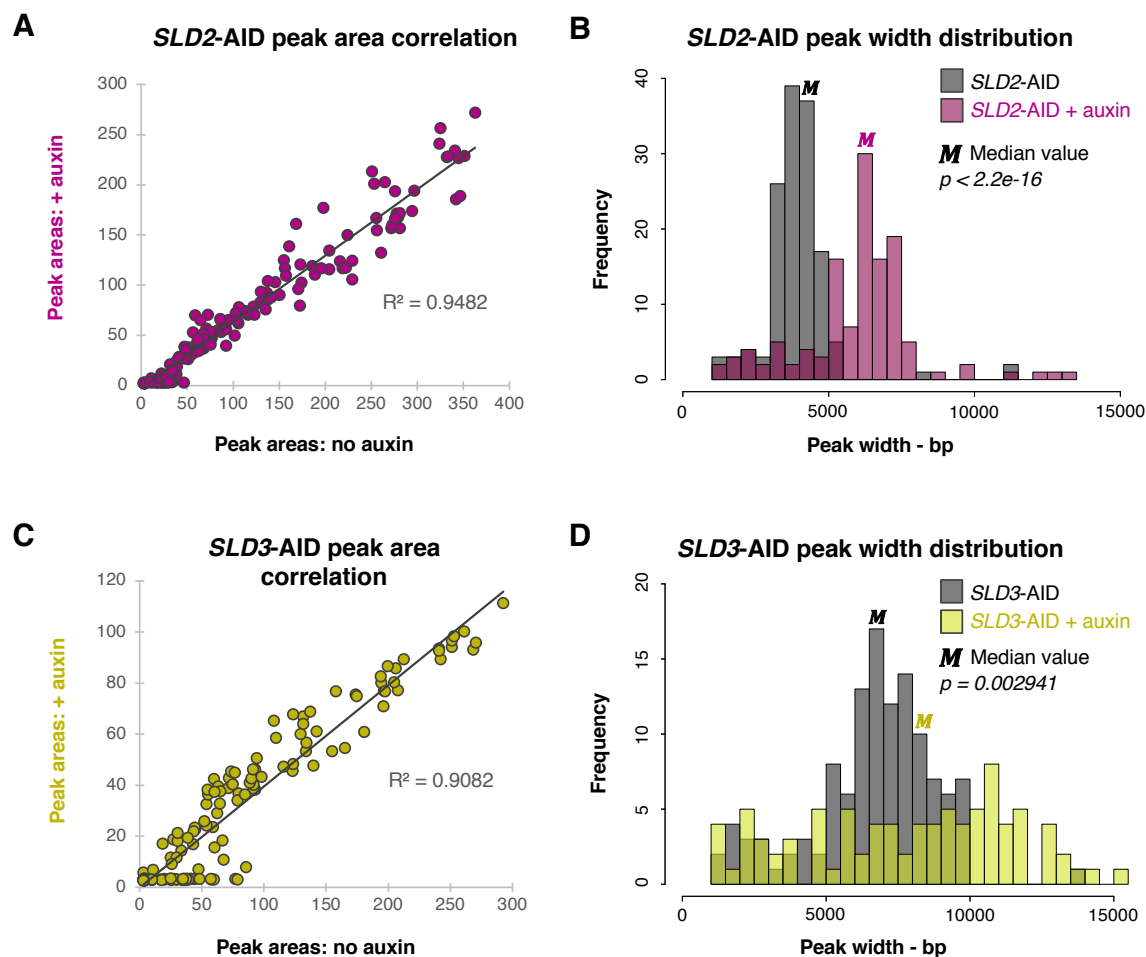 A
SLD2-AID peak area correlation
300
250
200
150
100
50
0
Peak areas: + auxin
R² = 0.9482
0 50 100 150 200 250 300 350 400
Peak areas: no auxin
B
SLD2-AID peak width distribution
40
30
20
10
0
Frequency
M
M
SLD2-AID
SLD2-AID + auxin
M Median value
p < 2.2e-16
0 5000 10000 15000
Peak width - bp
C
SLD3-AID peak area
correlation
120
100
80
60
40
20
0
Peak areas: + auxin
R² = 0.9082
0 50 100 150 200 250 300
Peak areas: no auxin
D
SLD3-AID peak width distribution
20
15
10
5
0
Frequency
M
M
SLD3-AID
SLD3-AID + auxin
M Median value
p = 0.002941
0 5000 10000 15000
Peak width - bp